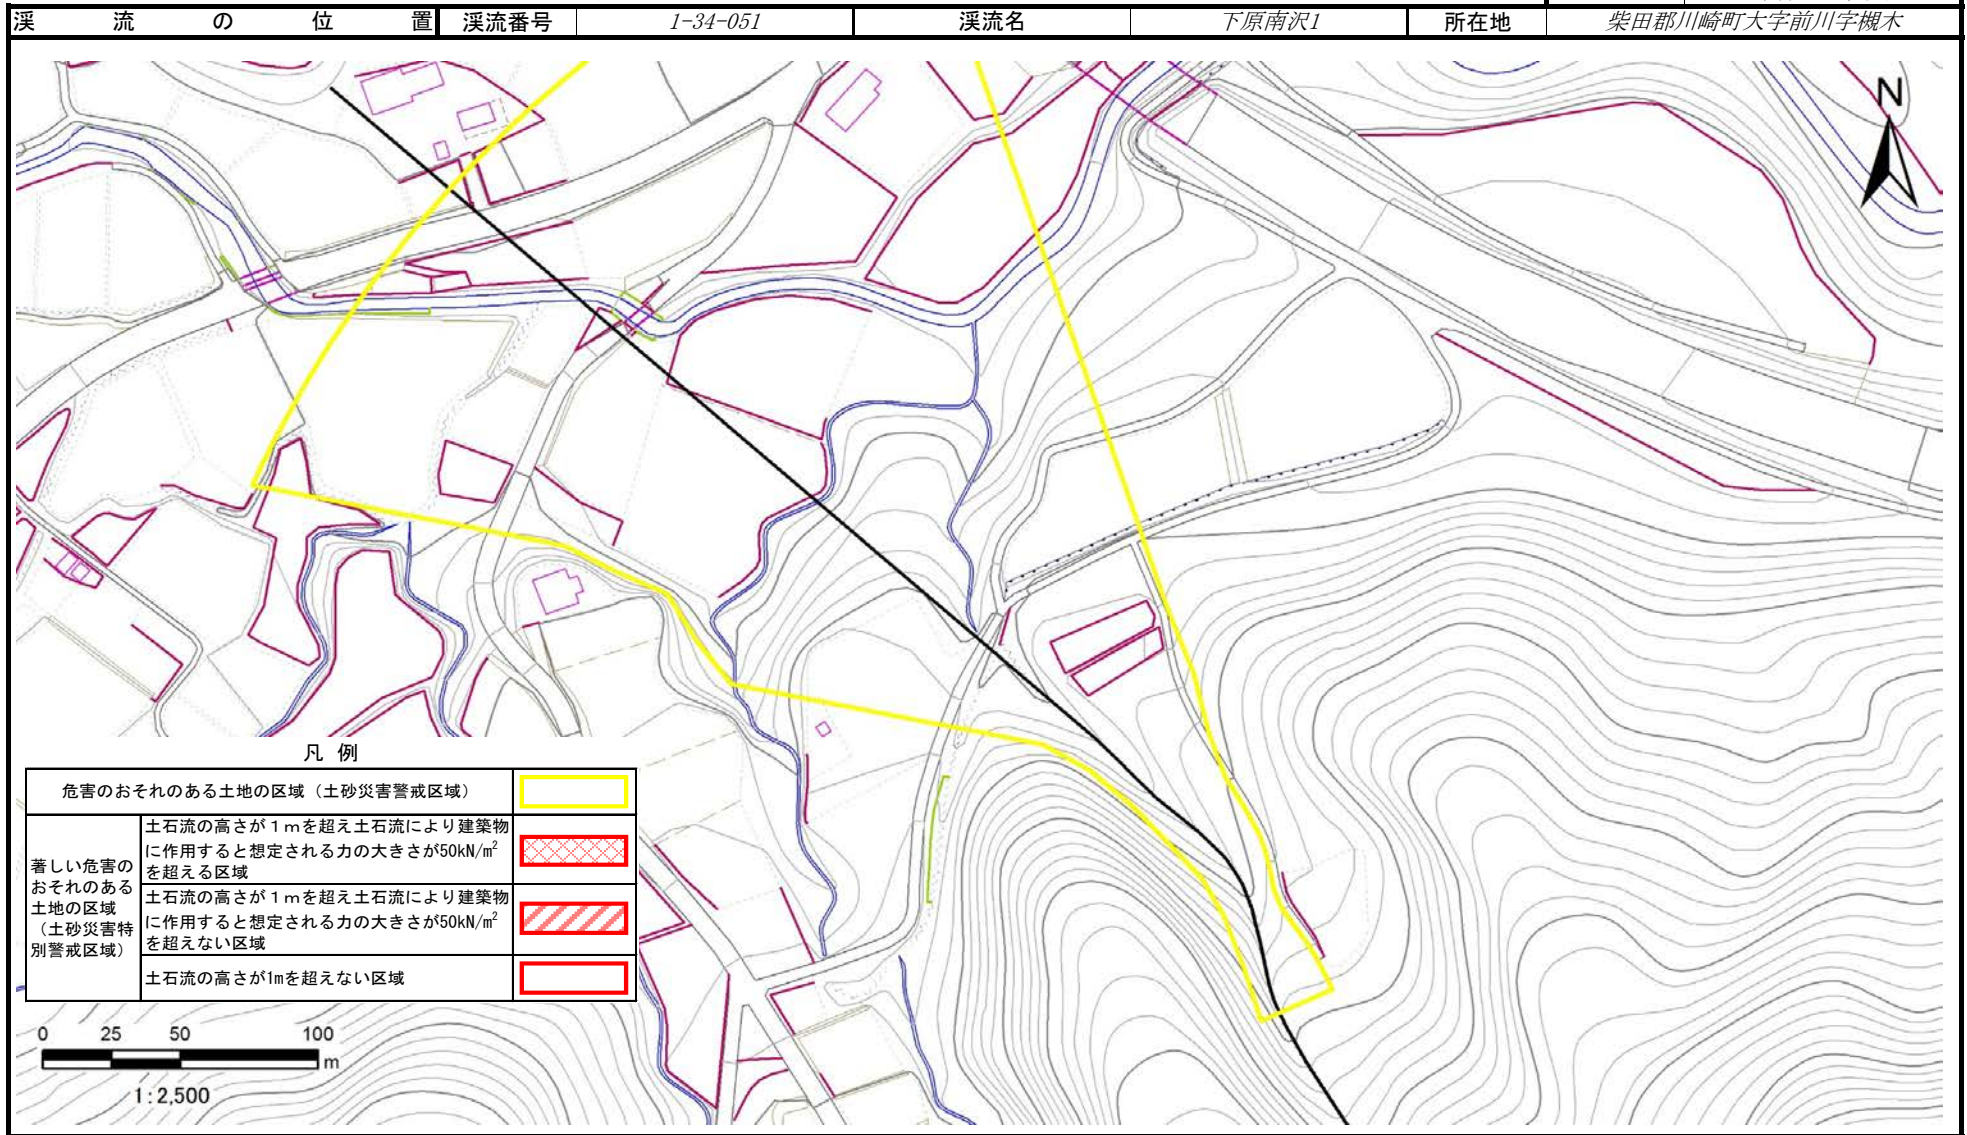 溪流の位置 溪流番号 1-34-051 溪流名 下原南沢1 所在地 柴田郡川崎町大字前川字槻木
N
凡 例
危害のおそれのある土地の区域（土砂災害警戒区域）
著しい危害の
おそれのある
土地の区域
（土砂災害特
別警戒区域）
土石流の高さが１ｍを超え土石流により建築物
に作用すると想定される力の大きさが50kN/m²
を超える区域
土石流の高さが１ｍを超え土石流により建築物
に作用すると想定される力の大きさが50kN/m²
を超えない区域
土石流の高さが1mを超えない区域
0 25 50 100
m
1:2,500